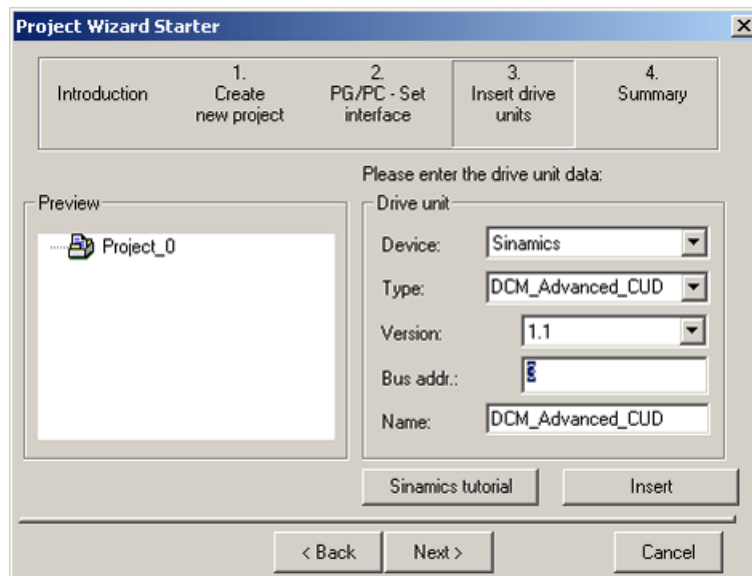 Project Wizard Starter
Introduction
1.
Create
new project
2.
PG/PC - Set
interface
3.
Insert drive
units
4.
Summary
Please enter the drive unit data:
Preview
Project_0
Drive unit
Device:
Sinamics
Type:
DCM_Advanced_CUD
Version:
1.1
Bus addr.:
Name:
DCM_Advanced_CUD
Sinamics tutorial
Insert
< Back
Next >
Cancel